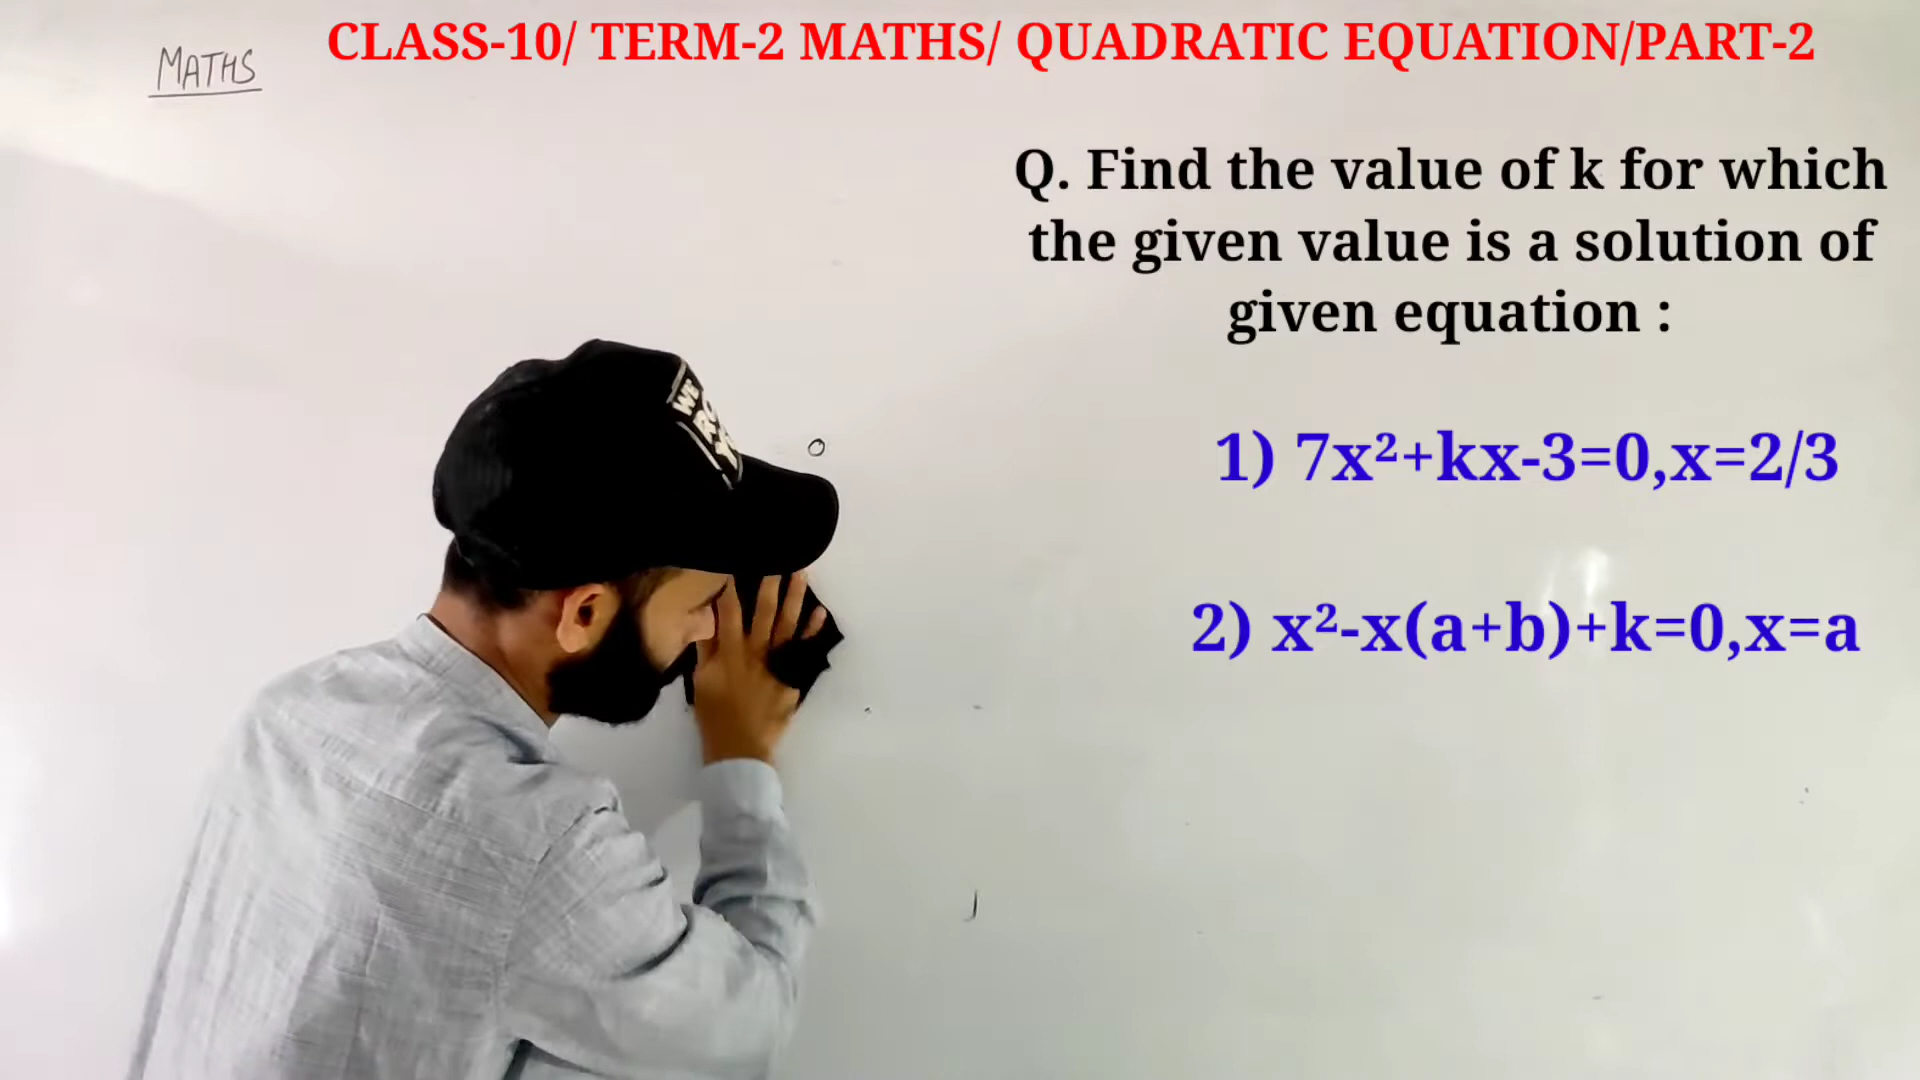 CLASS-10/ TERM-2 MATHS/ QUADRATIC EQUATION/PART-2
MATHS
Q. Find the value of k for which
the given value is a solution of
given equation :
WE
1) 7x²+kx-3=0,x=2/3
2) x²-x(a+b)+k=0,x=a